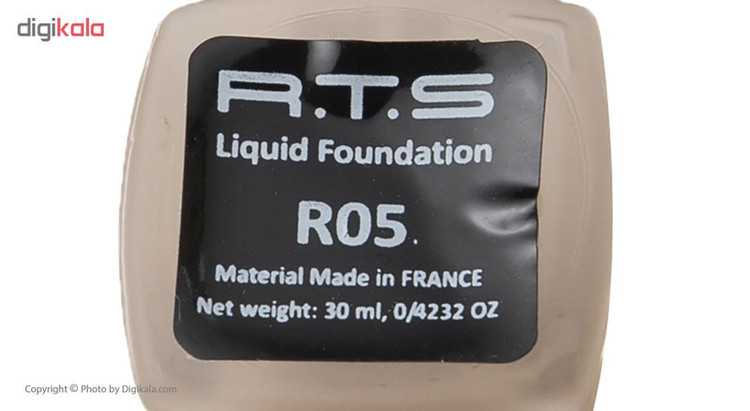 digikala
R.T.S
Liquid Foundation
R05.
Material Made in FRANCE
Net weight: 30 ml, 0/4232 OZ
Copyright © Photo by Digikala.com